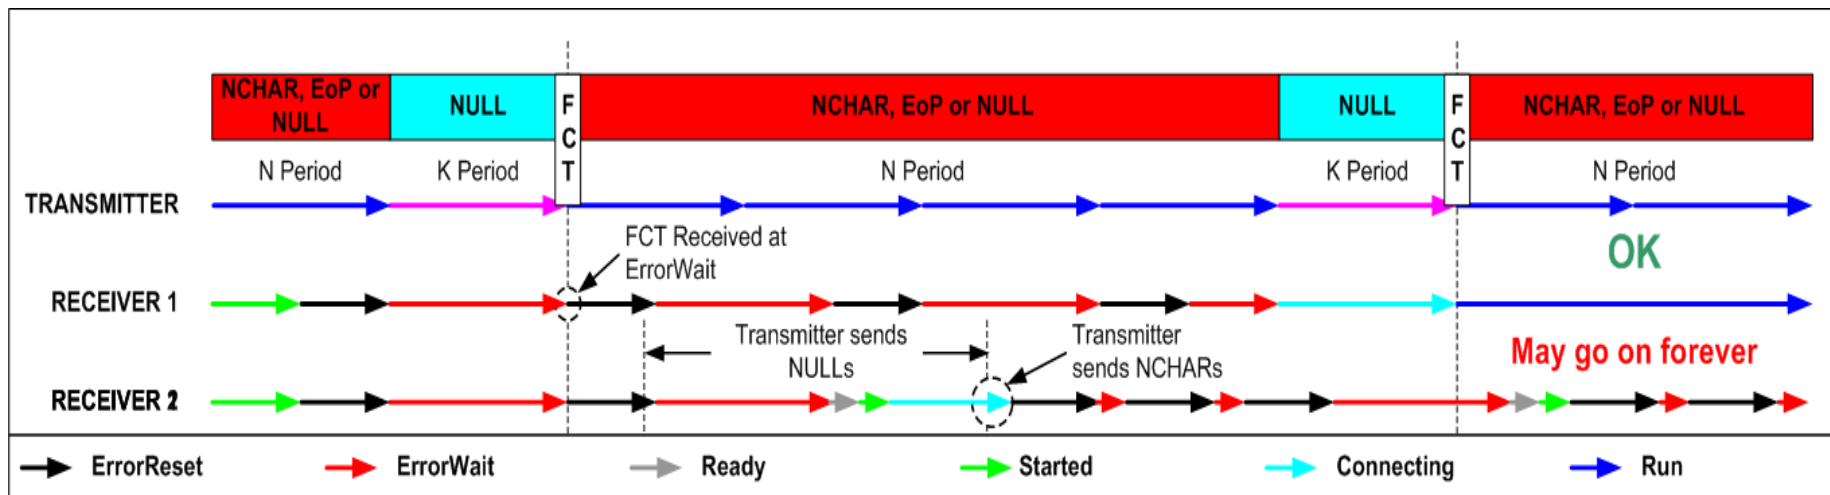 NCHAR, EoP or
NULL
NULL
F
C
T
NCHAR, EoP or NULL
NULL
F
C
T
NCHAR, EoP or NULL
N Period
K Period
N Period
K Period
N Period
TRANSMITTER
FCT Received at
ErrorWait
OK
RECEIVER 1
Transmitter sends
NULLs
Transmitter
sends NCHARs
May go on forever
RECEIVER 2
ErrorReset
ErrorWait
Ready
Started
Connecting
Run